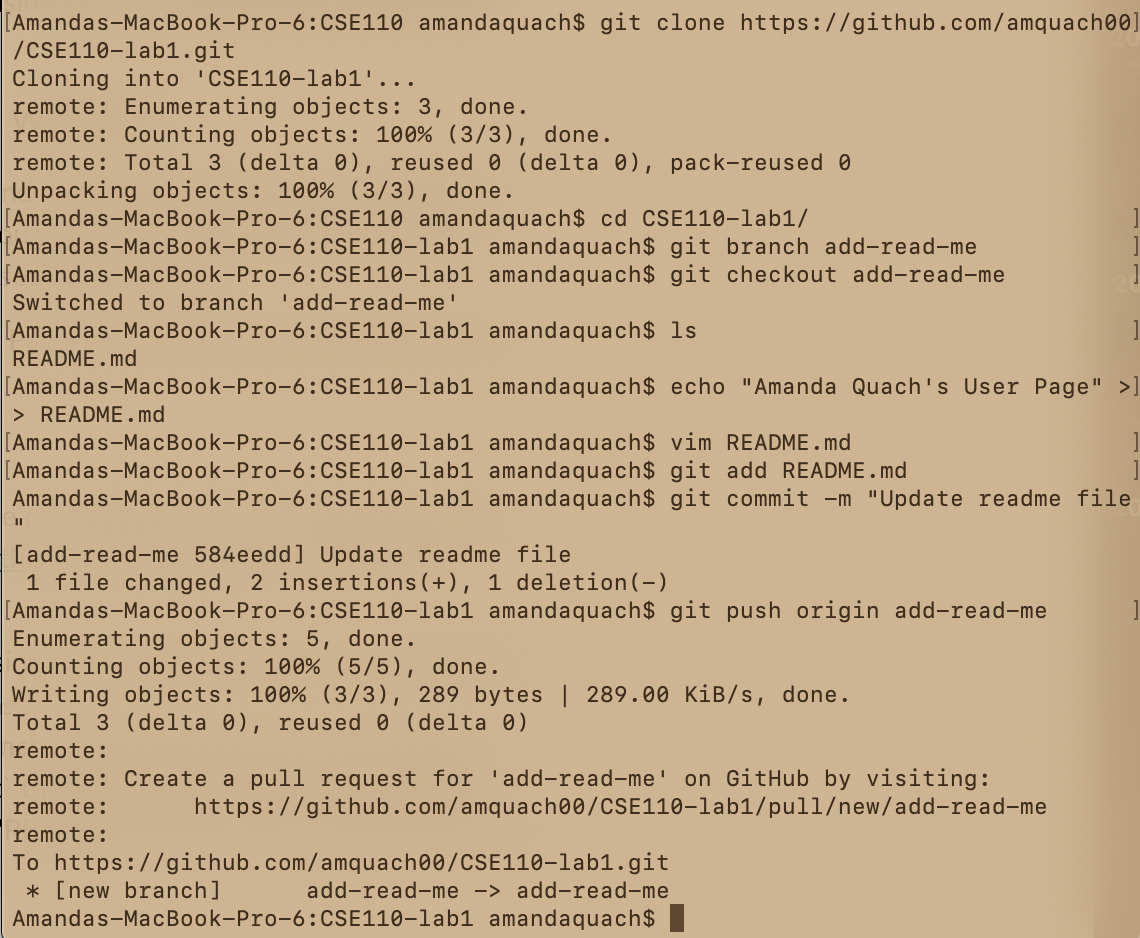 [Amandas-MacBook-Pro-6:CSE110 amandaquach$ git clone https://github.com/amquach00]
/CSE110-lab1.git
Cloning into 'CSE110-lab1'...
remote: Enumerating objects: 3, done.
remote: Counting objects: 100% (3/3), done.
remote: Total 3 (delta 0), reused 0 (delta 0), pack-reused 0
Unpacking objects: 100% (3/3), done.
[Amandas-MacBook-Pro-6:CSE110 amandaquach$ cd CSE110-lab1/ ]
[Amandas-MacBook-Pro-6:CSE110-lab1 amandaquach$ git branch add-read-me ]
[Amandas-MacBook-Pro-6:CSE110-lab1 amandaquach$ git checkout add-read-me ]
Switched to branch 'add-read-me'
[Amandas-MacBook-Pro-6:CSE110-lab1 amandaquach$ ls ]
README.md
[Amandas-MacBook-Pro-6:CSE110-lab1 amandaquach$ echo "Amanda Quach's User Page" >]
> README.md
[Amandas-MacBook-Pro-6:CSE110-lab1 amandaquach$ vim README.md ]
[Amandas-MacBook-Pro-6:CSE110-lab1 amandaquach$ git add README.md ]
Amandas-MacBook-Pro-6:CSE110-lab1 amandaquach$ git commit -m "Update readme file
"
[add-read-me 584eedd] Update readme file
 1 file changed, 2 insertions(+), 1 deletion(-)
[Amandas-MacBook-Pro-6:CSE110-lab1 amandaquach$ git push origin add-read-me ]
Enumerating objects: 5, done.
Counting objects: 100% (5/5), done.
Writing objects: 100% (3/3), 289 bytes | 289.00 KiB/s, done.
Total 3 (delta 0), reused 0 (delta 0)
remote:
remote: Create a pull request for 'add-read-me' on GitHub by visiting:
remote:      https://github.com/amquach00/CSE110-lab1/pull/new/add-read-me
remote:
To https://github.com/amquach00/CSE110-lab1.git
 * [new branch]      add-read-me -> add-read-me
Amandas-MacBook-Pro-6:CSE110-lab1 amandaquach$